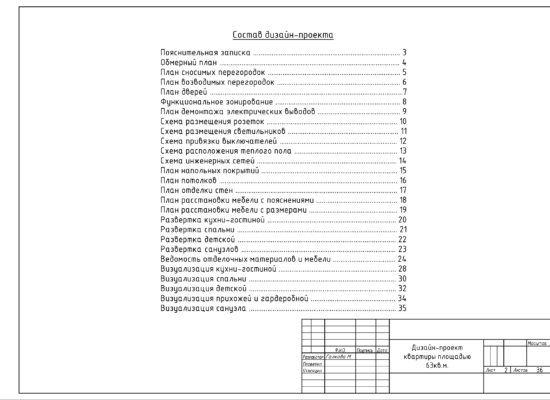 Состав дизайн-проекта
Пояснительная записка ........ 3
Обмерный план ........ 4
План сносимых перегородок ........ 5
План возводимых перегородок ........ 6
План дверей ........ 7
Функциональное зонирование ........ 8
План демонтажа электрических выводов ........ 9
Схема размещения розеток ........ 10
Схема размещения светильников ........ 11
Схема привязки выключателей ........ 12
Схема расположения теплого пола ........ 13
Схема инженерных сетей ........ 14
План напольных покрытий ........ 15
План потолков ........ 16
План отделки стен ........ 17
План расстановки мебели с пояснениями ........ 18
План расстановки мебели с размерами ........ 19
Развертка кухни-гостиной ........ 20
Развертка спальни ........ 21
Развертка детской ........ 22
Развертка санузлов ........ 23
Ведомость отделочных материалов и мебели ........ 24
Визуализация кухни-гостиной ........ 28
Визуализация спальни ........ 30
Визуализация детской ........ 32
Визуализация прихожей и гардеробной ........ 34
Визуализация санузла ........ 35
Дизайн-проект
квартиры площадью
63кв.м.
Масштаб
Ф.И.О. Подпись Дата
Лист 2 Листов 36